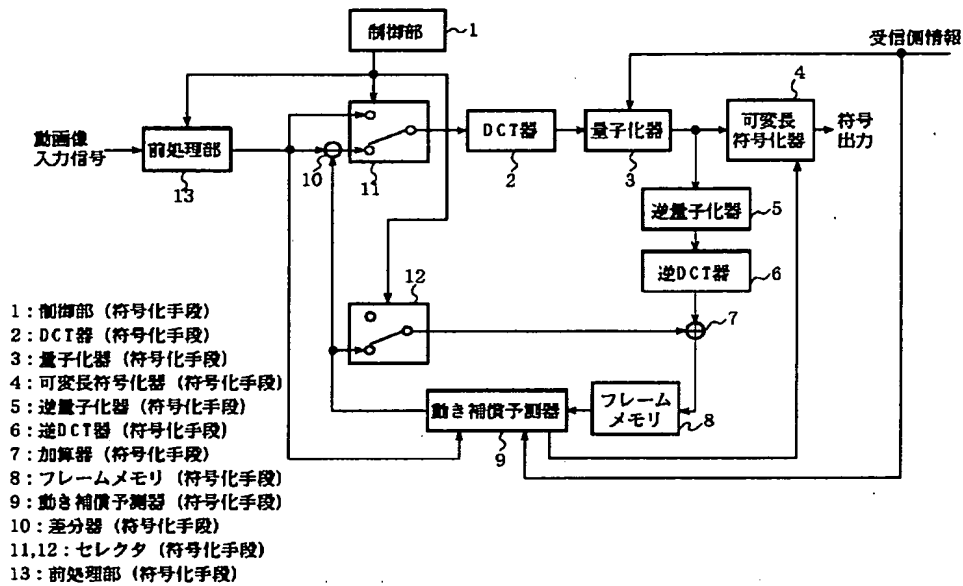 制御部
1
受信側情報
4
動画像
入力信号
前処理部
13
10
11
DCT器
2
量子化器
3
可変長
符号化器
符号
出力
逆量子化器
5
逆DCT器
6
12
7
動き補償予測器
9
フレーム
メモリ
8
1：制御部（符号化手段）
2：DCT器（符号化手段）
3：量子化器（符号化手段）
4：可変長符号化器（符号化手段）
5：逆量子化器（符号化手段）
6：逆DCT器（符号化手段）
7：加算器（符号化手段）
8：フレームメモリ（符号化手段）
9：動き補償予測器（符号化手段）
10：差分器（符号化手段）
11,12：セレクタ（符号化手段）
13：前処理部（符号化手段）